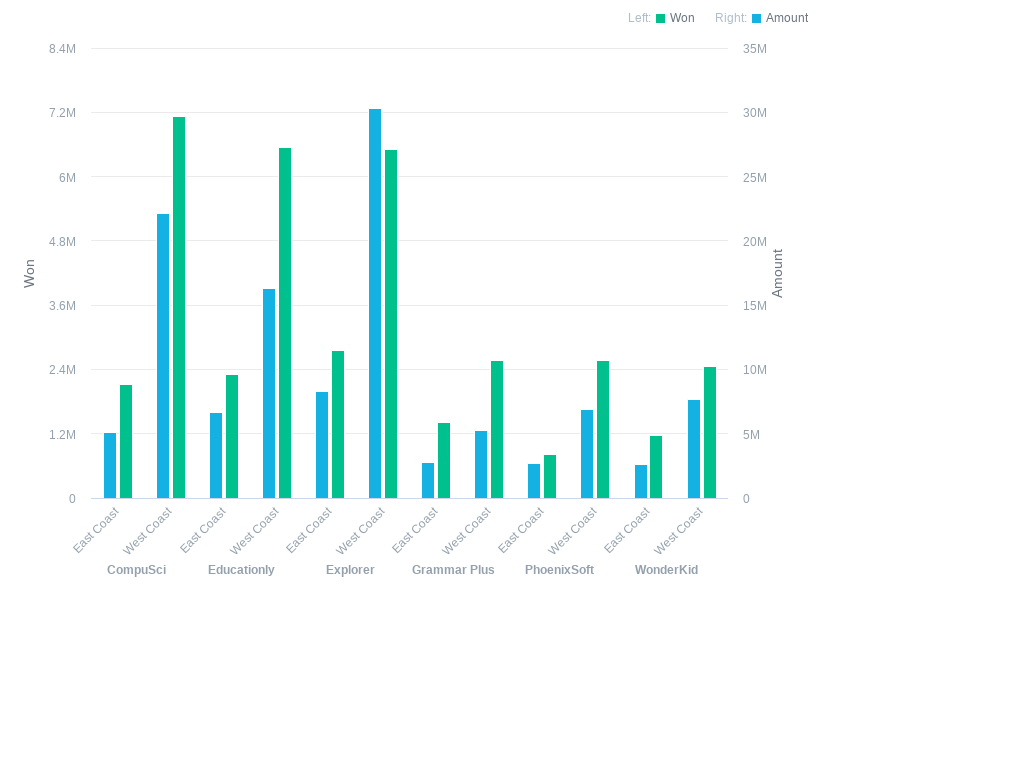 Left: Won Right: Amount
8.4M 35M
7.2M 30M
6M 25M
4.8M 20M
Won Amount
3.6M 15M
2.4M 10M
1.2M 5M
0 0
East Coast West Coast East Coast West Coast East Coast West Coast East Coast West Coast East Coast West Coast East Coast West Coast
CompuSci Educationly Explorer Grammar Plus PhoenixSoft WonderKid